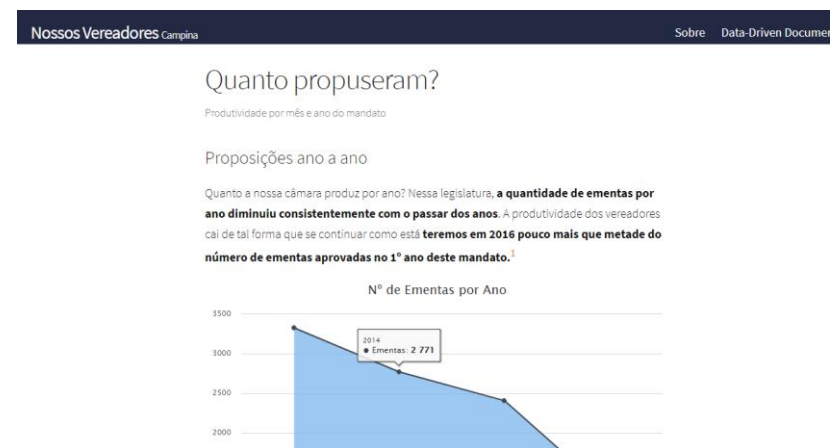 Nossos Vereadores Campina
Sobre Data-Driven Documen
Quanto propuseram?
Produtividade por mês e ano do mandato
Proposições ano a ano
Quanto a nossa câmara produz por ano? Nessa legislatura, a quantidade de ementas por
ano diminuiu consistentemente com o passar dos anos. A produtividade dos vereadores
cai de tal forma que se continuar como está teremos em 2016 pouco mais que metade do
número de ementas aprovadas no 1º ano deste mandato.1
Nº de Ementas por Ano
3500
2014
Ementas: 2 771
3000
2500
2000